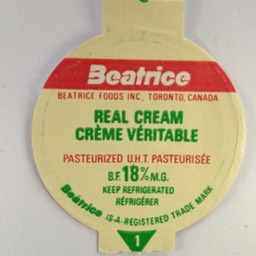 Beatrice
BEATRICE FOODS INC., TORONTO, CANADA
REAL CREAM
CRÈME VÉRITABLE
PASTEURIZED U.H.T. PASTEURISÉE
B.F. 18% M.G.
KEEP REFRIGERATED
RÉFRIGÉRER
Beatrice IS A REGISTERED TRADE MARK
1